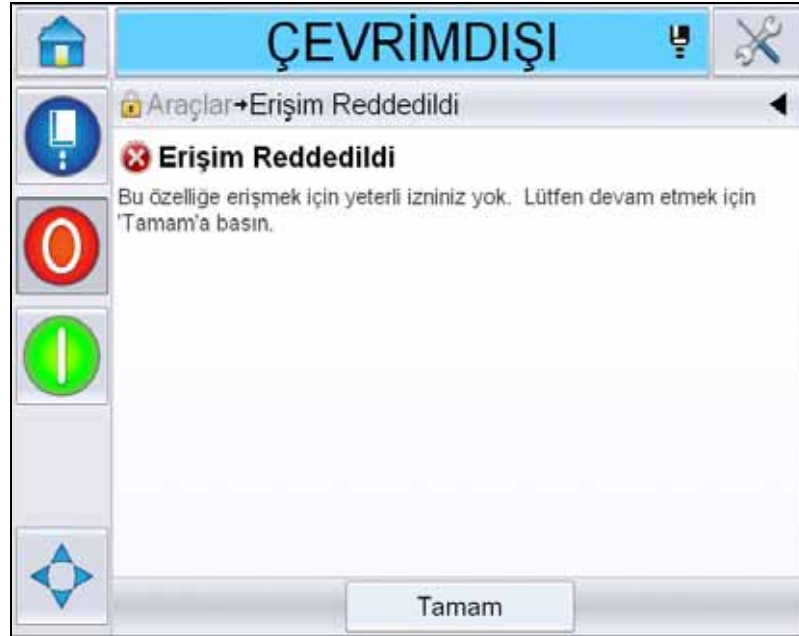 ÇEVRİMDIŞI
Araçlar→Erişim Reddedildi
Erişim Reddedildi
Bu özelliğe erişmek için yeterli izniniz yok. Lütfen devam etmek için
'Tamam'a basın.
Tamam